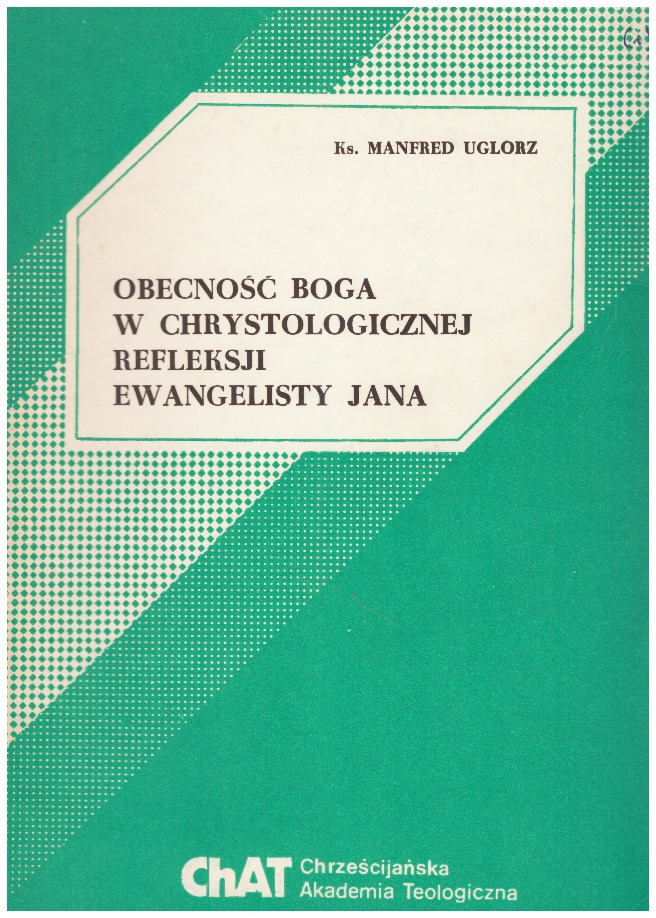 Ks. MANFRED UGLORZ
OBECNOŚĆ BOGA
W CHRYSTOLOGICZNEJ
REFLEKSJI
EWANGELISTY JANA
ChAT
Chrześcijańska
Akademia Teologiczna